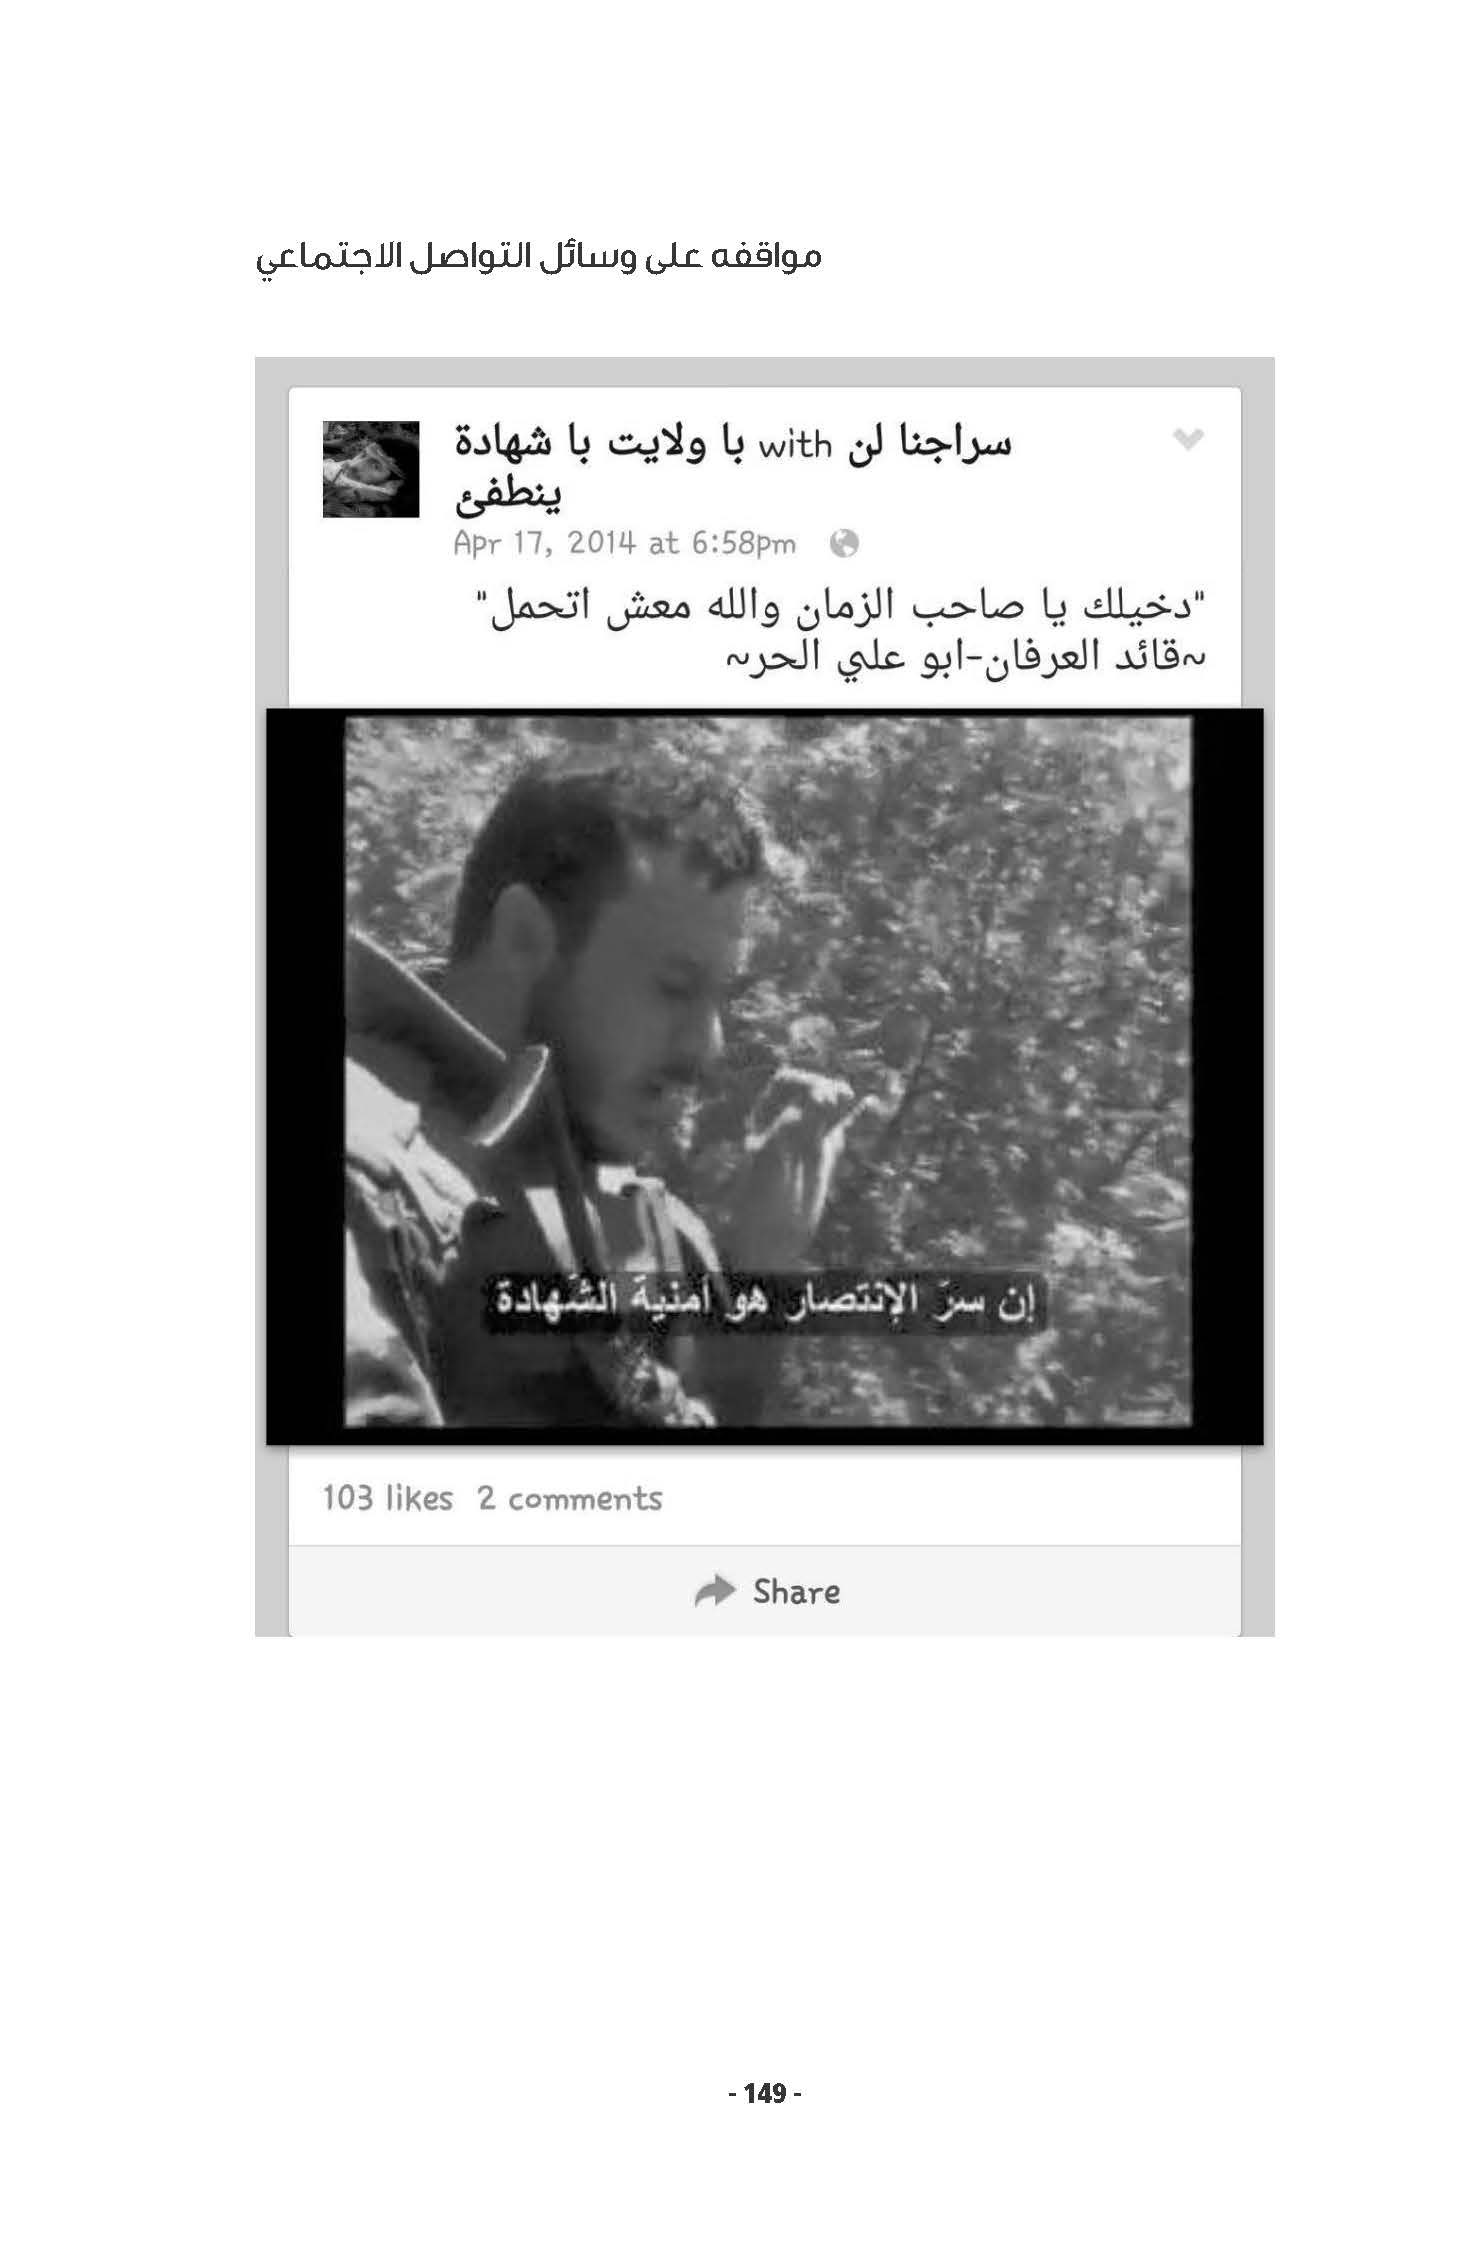 مواقفه على وسائل التواصل الاجتماعي
با ولايت با شهادة with سراجنا لن
ينطفئ
Apr 17, 2014 at 6:58pm
"دخيلك يا صاحب الزمان والله معش اتحمل"
~قائد العرفان-ابو علي الحر~
إن سرّ الإنتصار هو أمنية الشّهادة
103 likes 2 comments
Share
- 149 -